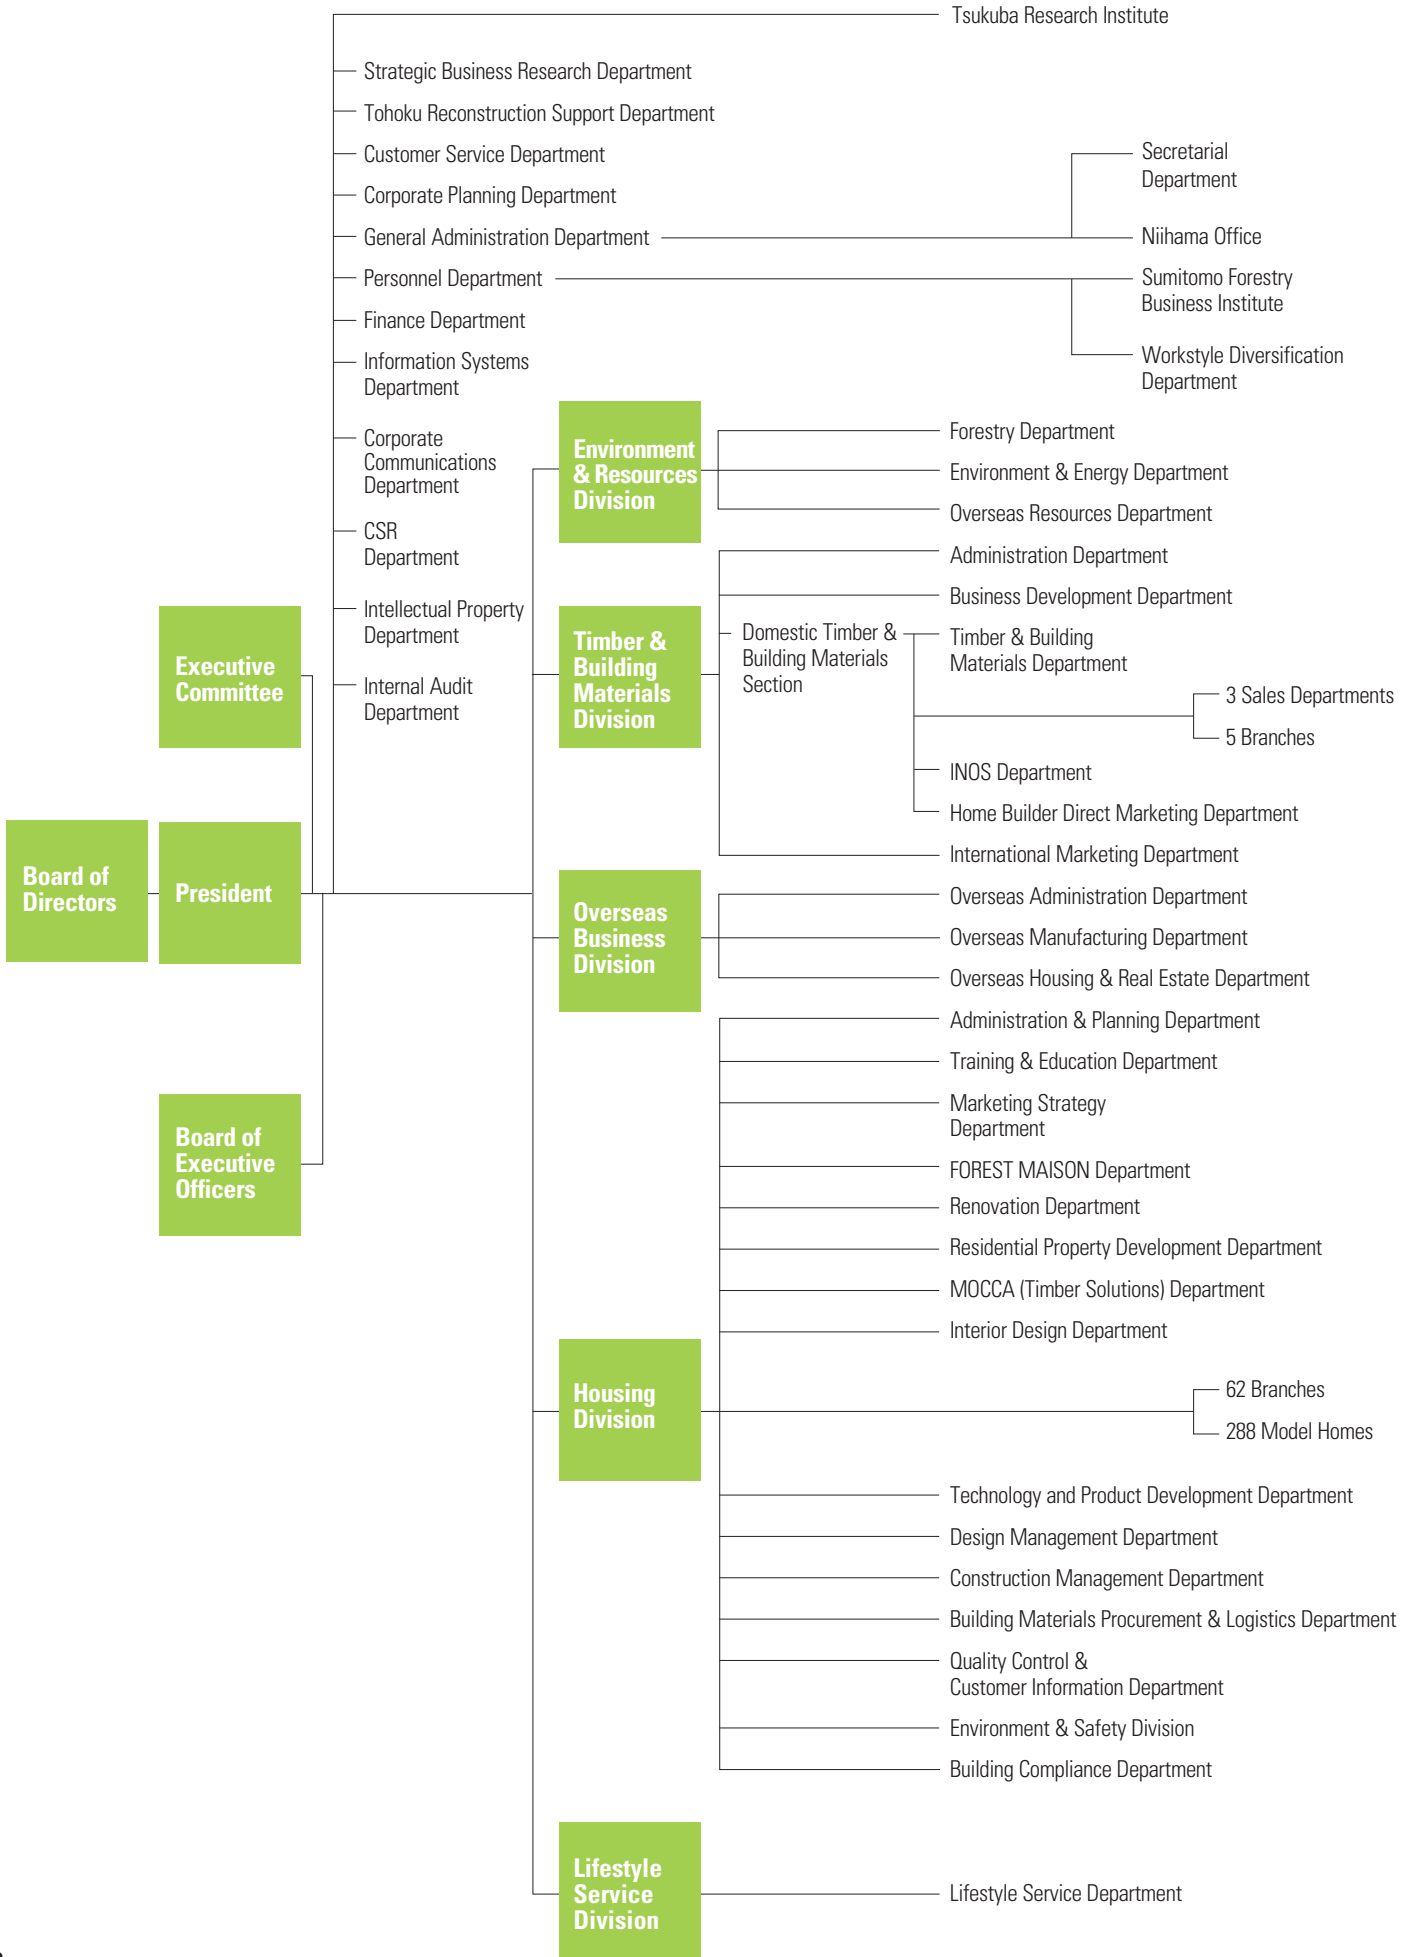 Tsukuba Research Institute
Strategic Business Research Department
Tohoku Reconstruction Support Department
Customer Service Department
Corporate Planning Department
General Administration Department
Secretarial
Department
Niihama Office
Personnel Department
Sumitomo Forestry
Business Institute
Workstyle Diversification
Department
Finance Department
Information Systems
Department
Corporate
Communications
Department
CSR
Department
Intellectual Property
Department
Internal Audit
Department
Executive
Committee
Board of
Directors
President
Board of
Executive
Officers
Environment
& Resources
Division
Forestry Department
Environment & Energy Department
Overseas Resources Department
Timber &
Building
Materials
Division
Administration Department
Business Development Department
Domestic Timber &
Building Materials
Section
Timber & Building
Materials Department
3 Sales Departments
5 Branches
INOS Department
Home Builder Direct Marketing Department
International Marketing Department
Overseas
Business
Division
Overseas Administration Department
Overseas Manufacturing Department
Overseas Housing & Real Estate Department
Housing
Division
Administration & Planning Department
Training & Education Department
Marketing Strategy
Department
FOREST MAISON Department
Renovation Department
Residential Property Development Department
MOCCA (Timber Solutions) Department
Interior Design Department
62 Branches
288 Model Homes
Technology and Product Development Department
Design Management Department
Construction Management Department
Building Materials Procurement & Logistics Department
Quality Control &
Customer Information Department
Environment & Safety Division
Building Compliance Department
Lifestyle
Service
Division
Lifestyle Service Department